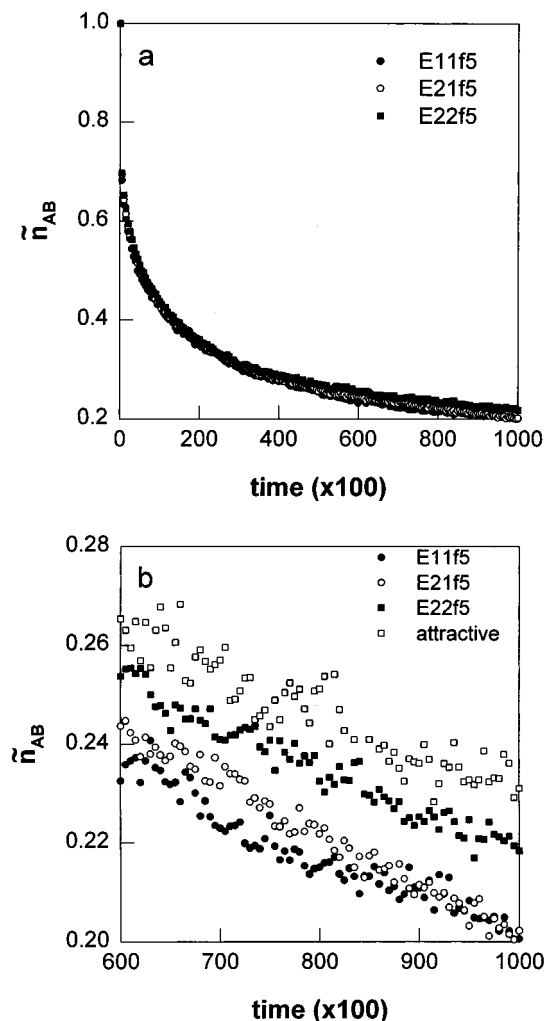 a
E11f5
E21f5
E22f5
1.0
0.8
0.6
0.4
0.2
ñAB
0 200 400 600 800 1000
time (x100)
b
E11f5
E21f5
E22f5
attractive
0.28
0.26
0.24
0.22
0.20
ñAB
600 700 800 900 1000
time (x100)